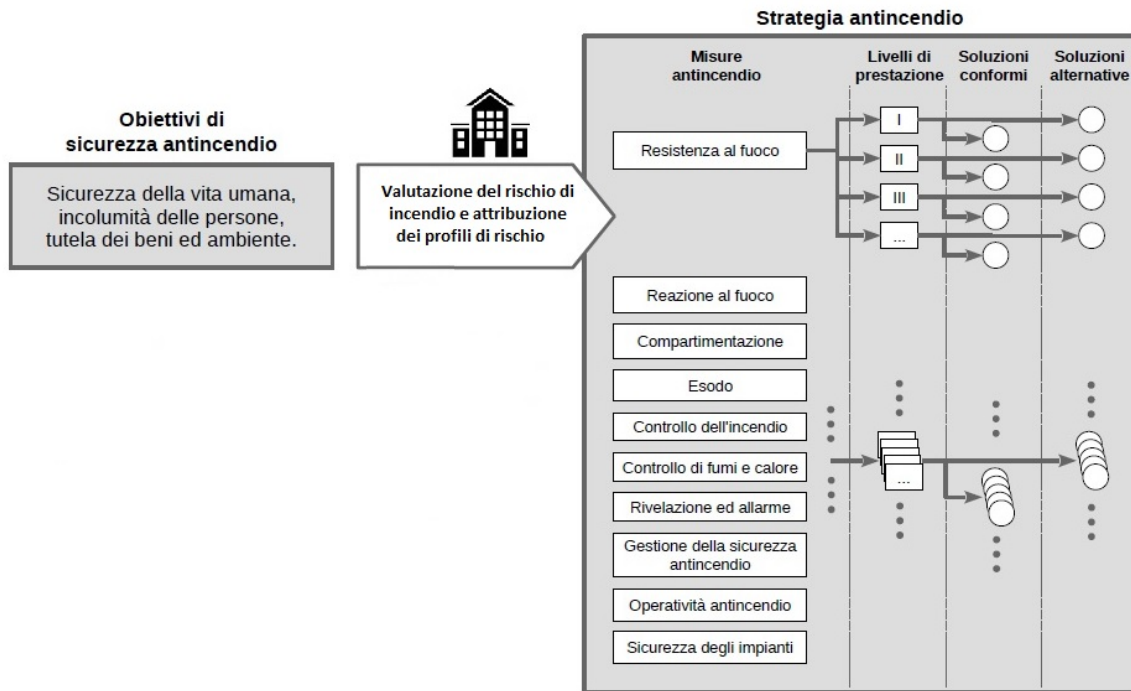 Strategia antincendio
Obiettivi di
sicurezza antincendio
Sicurezza della vita umana,
incolumità delle persone,
tutela dei beni ed ambiente.
Valutazione del rischio di
incendio e attribuzione
dei profili di rischio
Misure
antincendio
Livelli di
prestazione
Soluzioni
conformi
Soluzioni
alternative
Resistenza al fuoco
I
II
III
...
Reazione al fuoco
Compartimentazione
Esodo
Controllo dell'incendio
Controllo di fumi e calore
...
Rivelazione ed allarme
Gestione della sicurezza
antincendio
Operatività antincendio
Sicurezza degli impianti